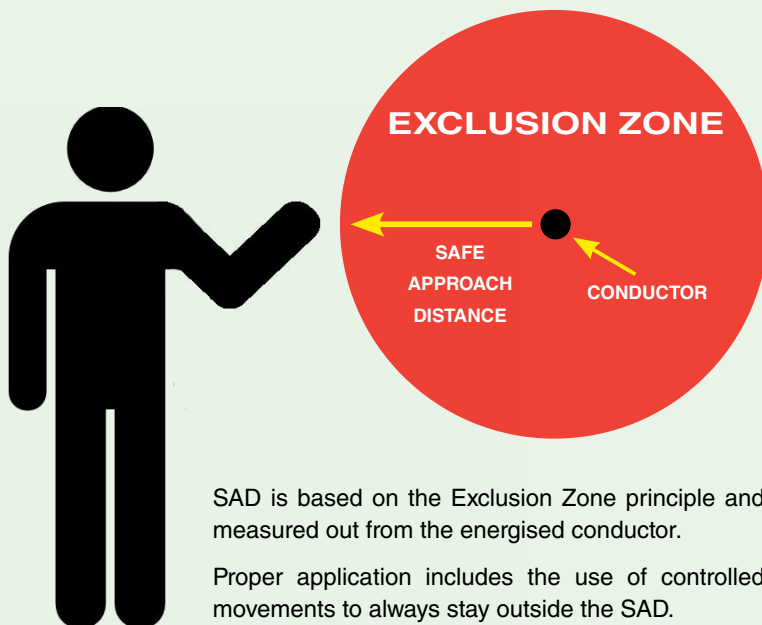 EXCLUSION ZONE
SAFE
APPROACH
DISTANCE
CONDUCTOR
SAD is based on the Exclusion Zone principle and
measured out from the energised conductor.
Proper application includes the use of controlled
movements to always stay outside the SAD.